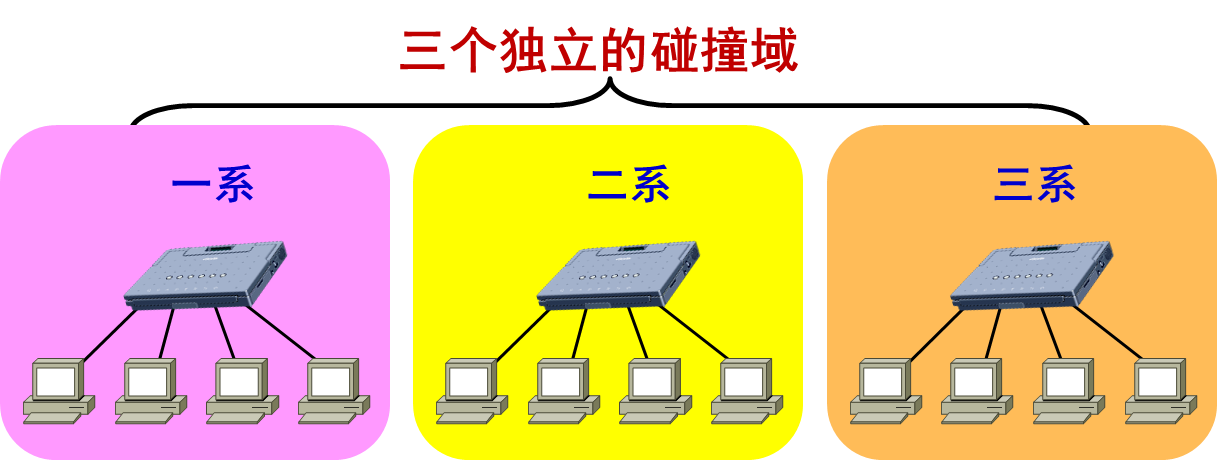 三个独立的碰撞域
一系
二系
三系